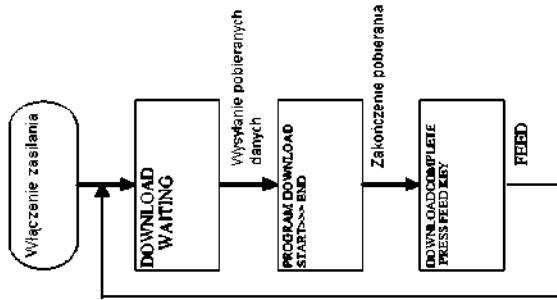 Włączenie zasilania
DOWNLOAD
WAITING
Wysyłanie pobieranych
danych
PROGRAM DOWNLOAD
START>>> END
Zakończenie pobierania
DOWNLOADCOMPLETE
PRESS FEED KEY
FEED